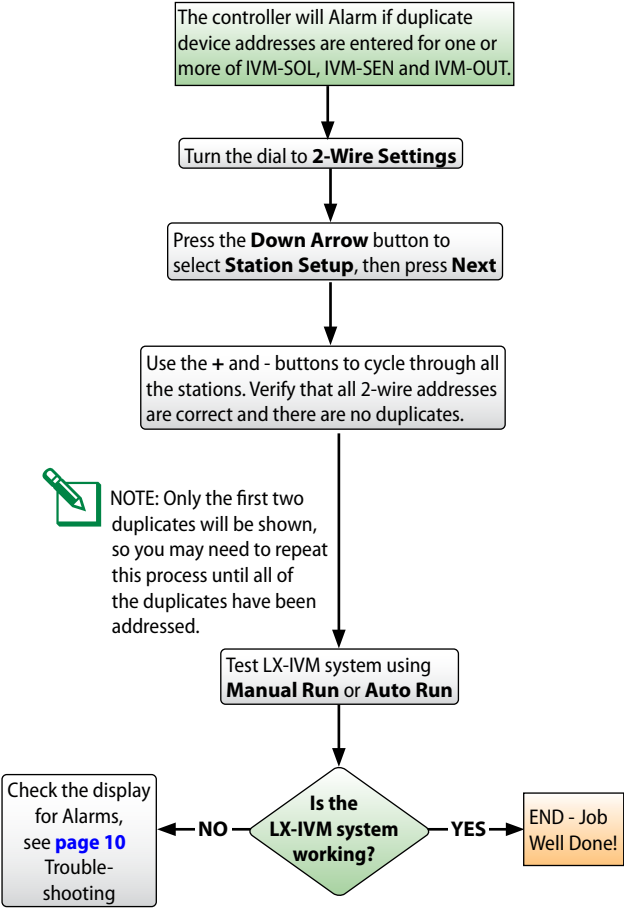 The controller will Alarm if duplicate
device addresses are entered for one or
more of IVM-SOL, IVM-SEN and IVM-OUT.
Turn the dial to 2-Wire Settings
Press the Down Arrow button to
select Station Setup, then press Next
Use the + and - buttons to cycle through all
the stations. Verify that all 2-wire addresses
are correct and there are no duplicates.
NOTE: Only the first two
duplicates will be shown,
so you may need to repeat
this process until all of
the duplicates have been
addressed.
Test LX-IVM system using
Manual Run or Auto Run
Is the
LX-IVM system
working?
NO
Check the display
for Alarms,
see page 10
Trouble-
shooting
YES
END - Job
Well Done!